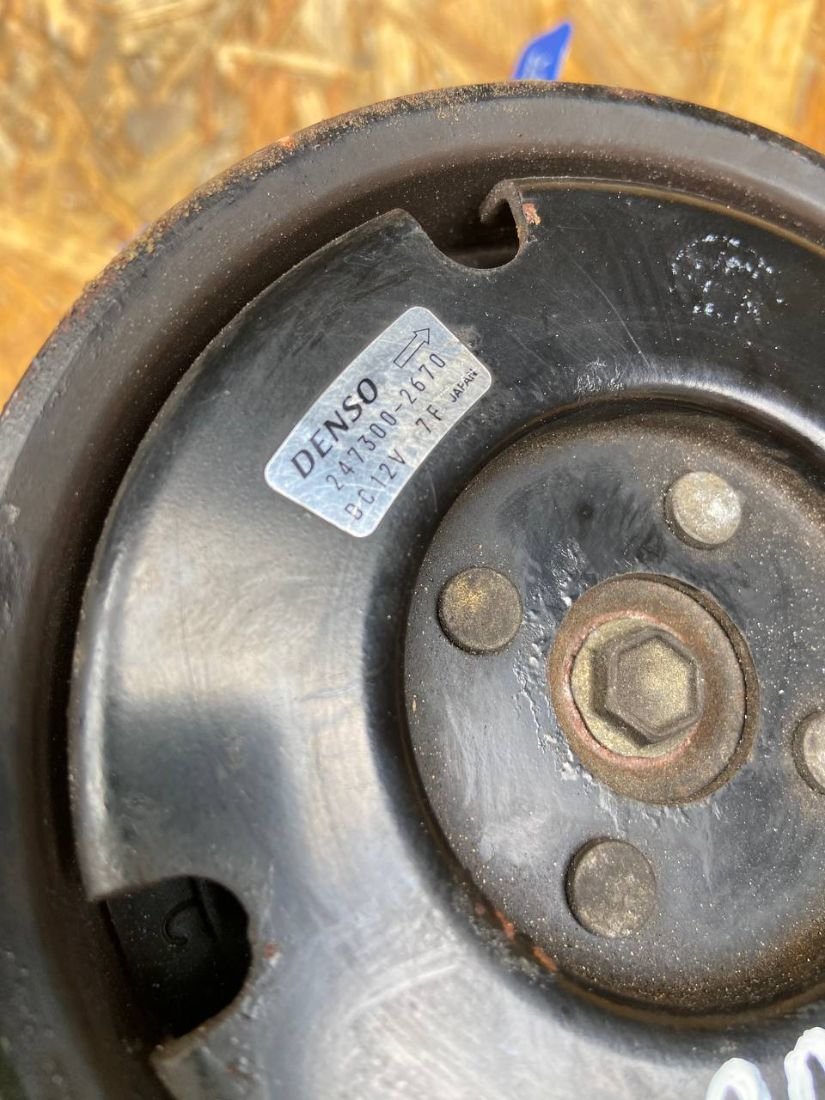 DENSO
247300-2670
DC12V 7F JAPAN